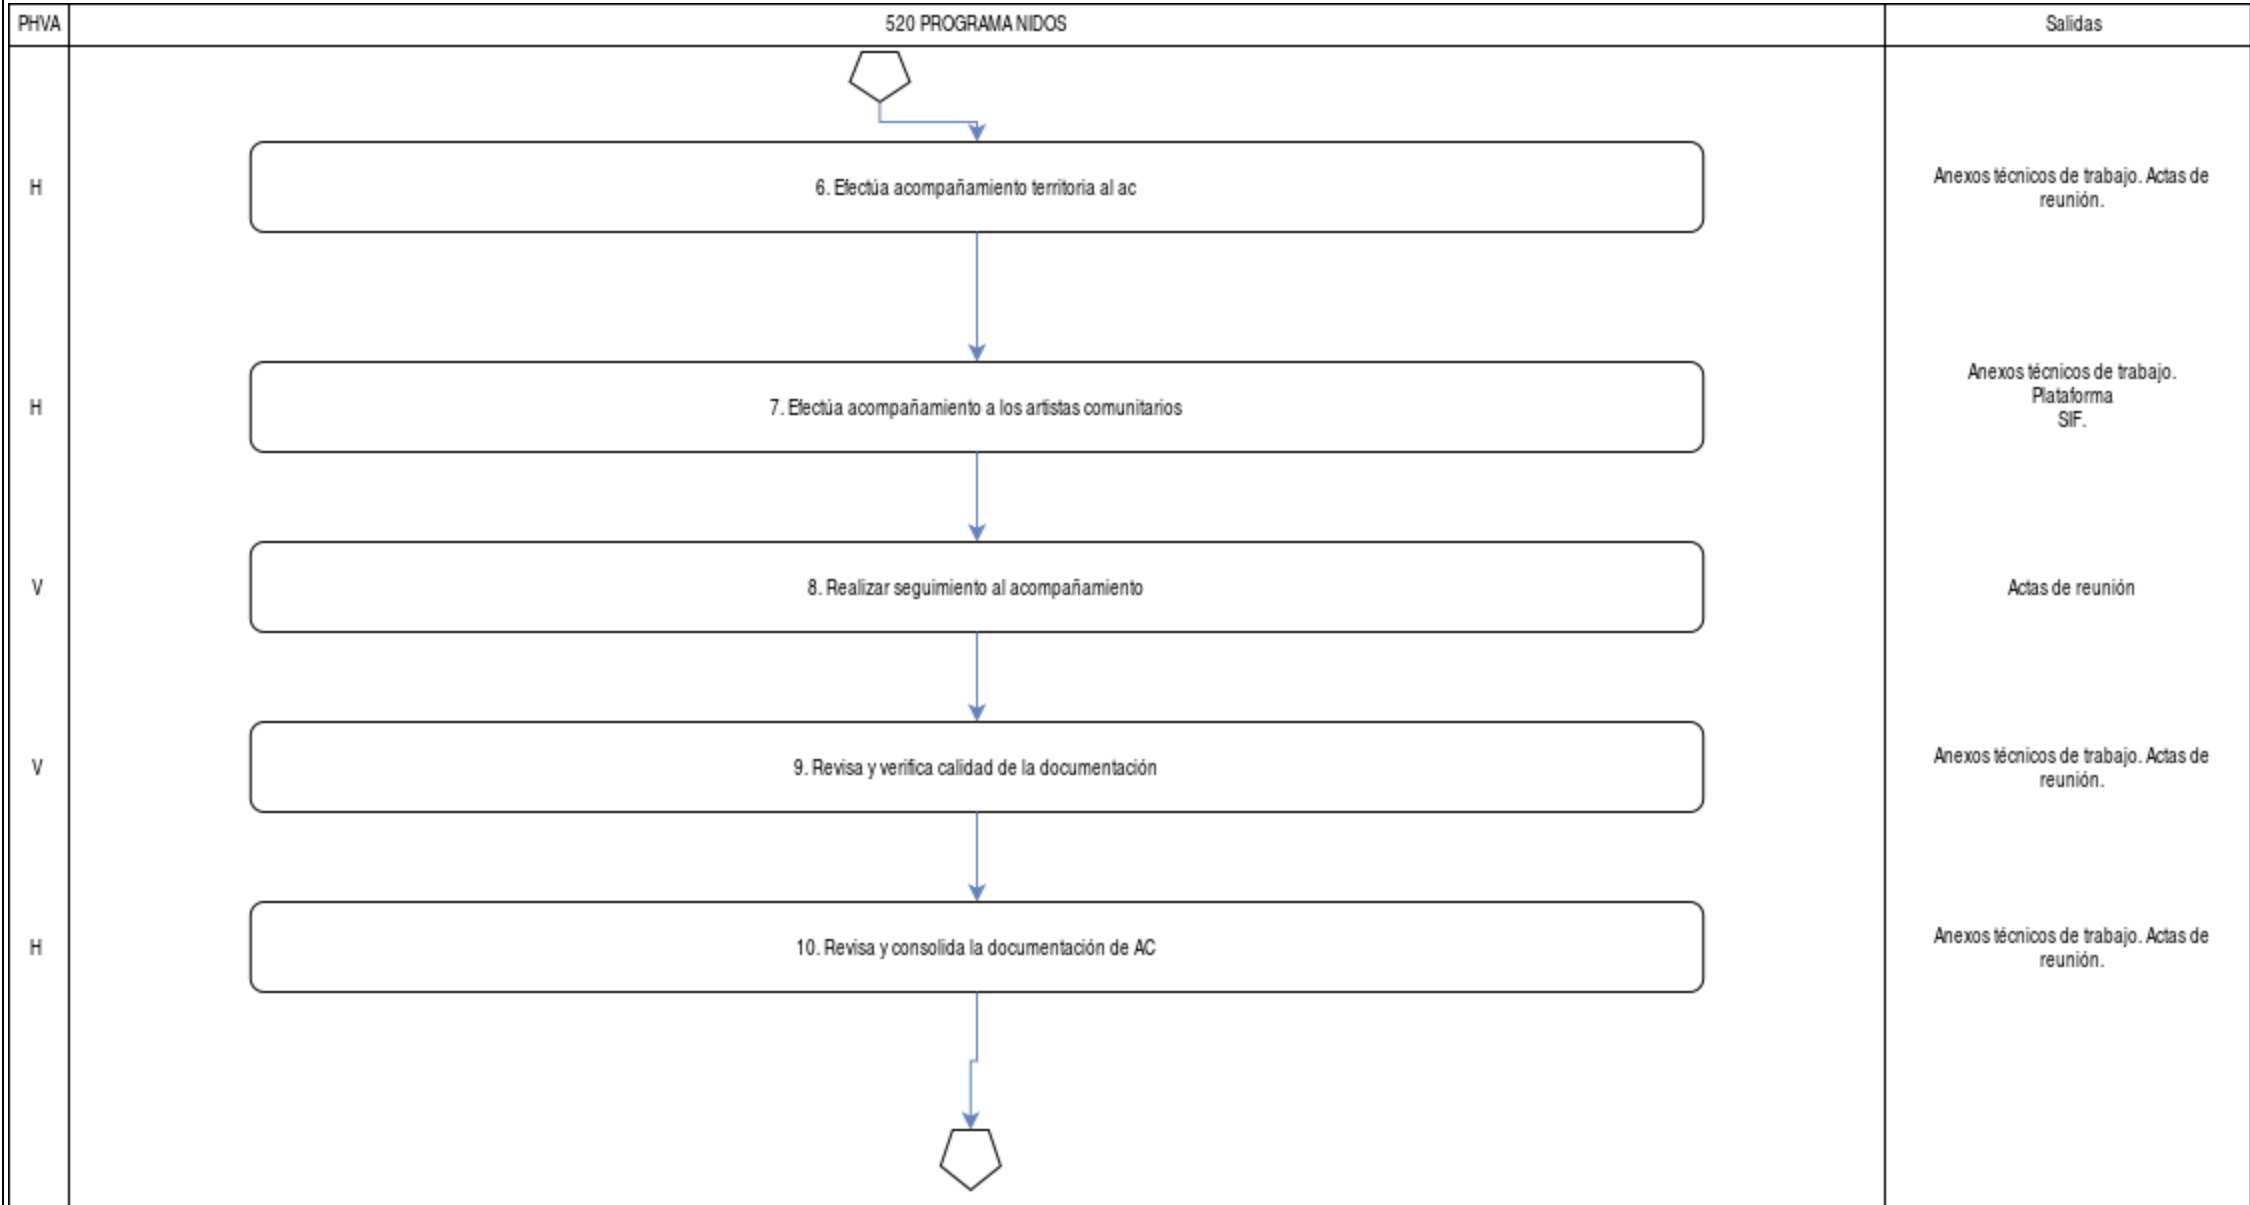 PHVA
520 PROGRAMA NIDOS
Salidas
H
6. Efectúa acompañamiento territoria al ac
Anexos técnicos de trabajo. Actas de
reunión.
H
7. Efectúa acompañamiento a los artistas comunitarios
Anexos técnicos de trabajo.
Plataforma
SIF.
V
8. Realizar seguimiento al acompañamiento
Actas de reunión
V
9. Revisa y verifica calidad de la documentación
Anexos técnicos de trabajo. Actas de
reunión.
H
10. Revisa y consolida la documentación de AC
Anexos técnicos de trabajo. Actas de
reunión.